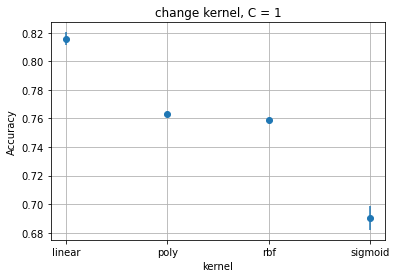 change kernel, C = 1
Accuracy
0.82
0.80
0.78
0.76
0.74
0.72
0.70
0.68
linear poly rbf sigmoid
kernel